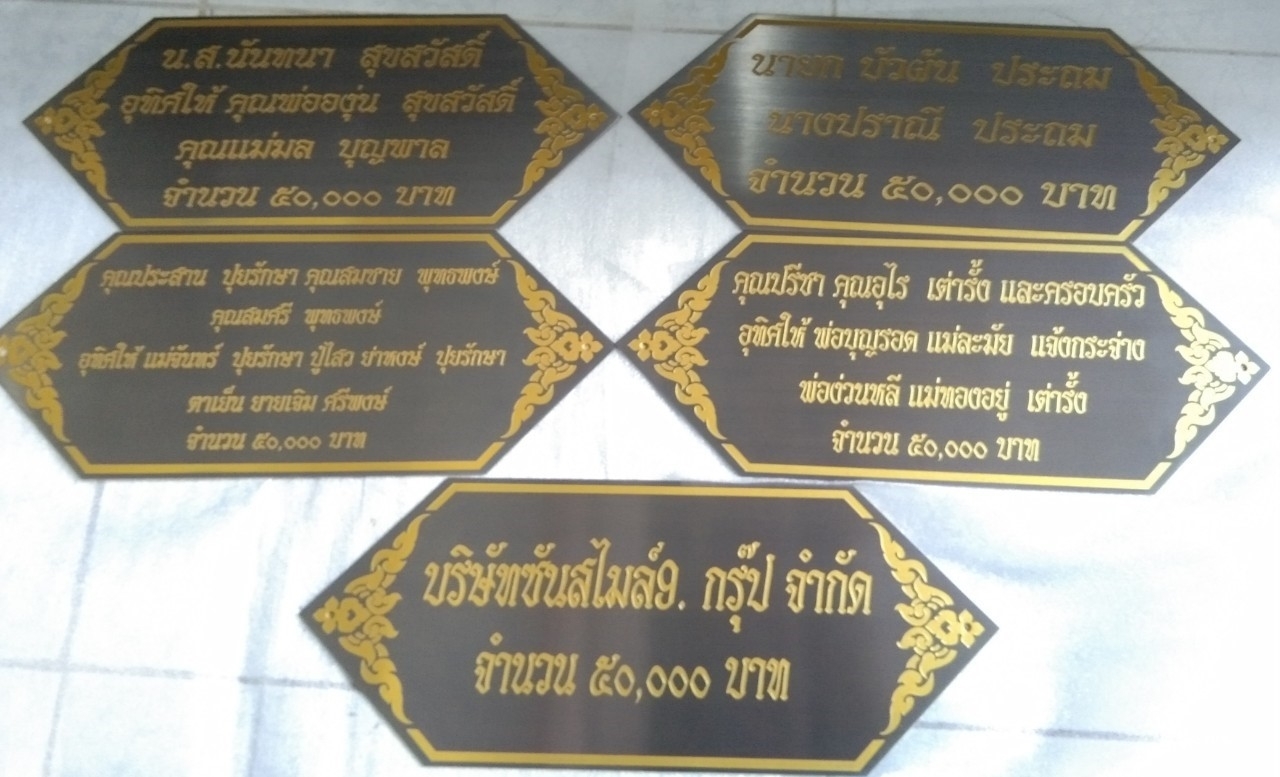 น.ส.นันทนา สุขสวัสดิ์
อุทิศให้ คุณพ่อองุ่น สุขสวัสดิ์
คุณแม่มล บุญพาล
จำนวน ๕๐,๐๐๐ บาท
นายก บัวผัน ประถม
นางปราณี ประถม
จำนวน ๕๐,๐๐๐ บาท
คุณประสาน ปุยรักษา คุณสมชาย พุทธพงษ์
คุณสมศรี พุทธพงษ์
อุทิศให้ แม่จันทร์ ปุยรักษา ปู่ไสว ย่าหงษ์ ปุยรักษา
ตาเย็น ยายเจิม ศรีพงษ์
จำนวน ๕๐,๐๐๐ บาท
คุณปรีชา คุณอุไร เต่ารั้ง และครอบครัว
อุทิศให้ พ่อบุญรอด แม่ละมัย แจ้งกระจ่าง
พ่อง่วนหลี แม่ทองอยู่ เต่ารั้ง
จำนวน ๕๐,๐๐๐ บาท
บริษัทซันสไมล์9. กรุ๊ป จำกัด
จำนวน ๕๐,๐๐๐ บาท